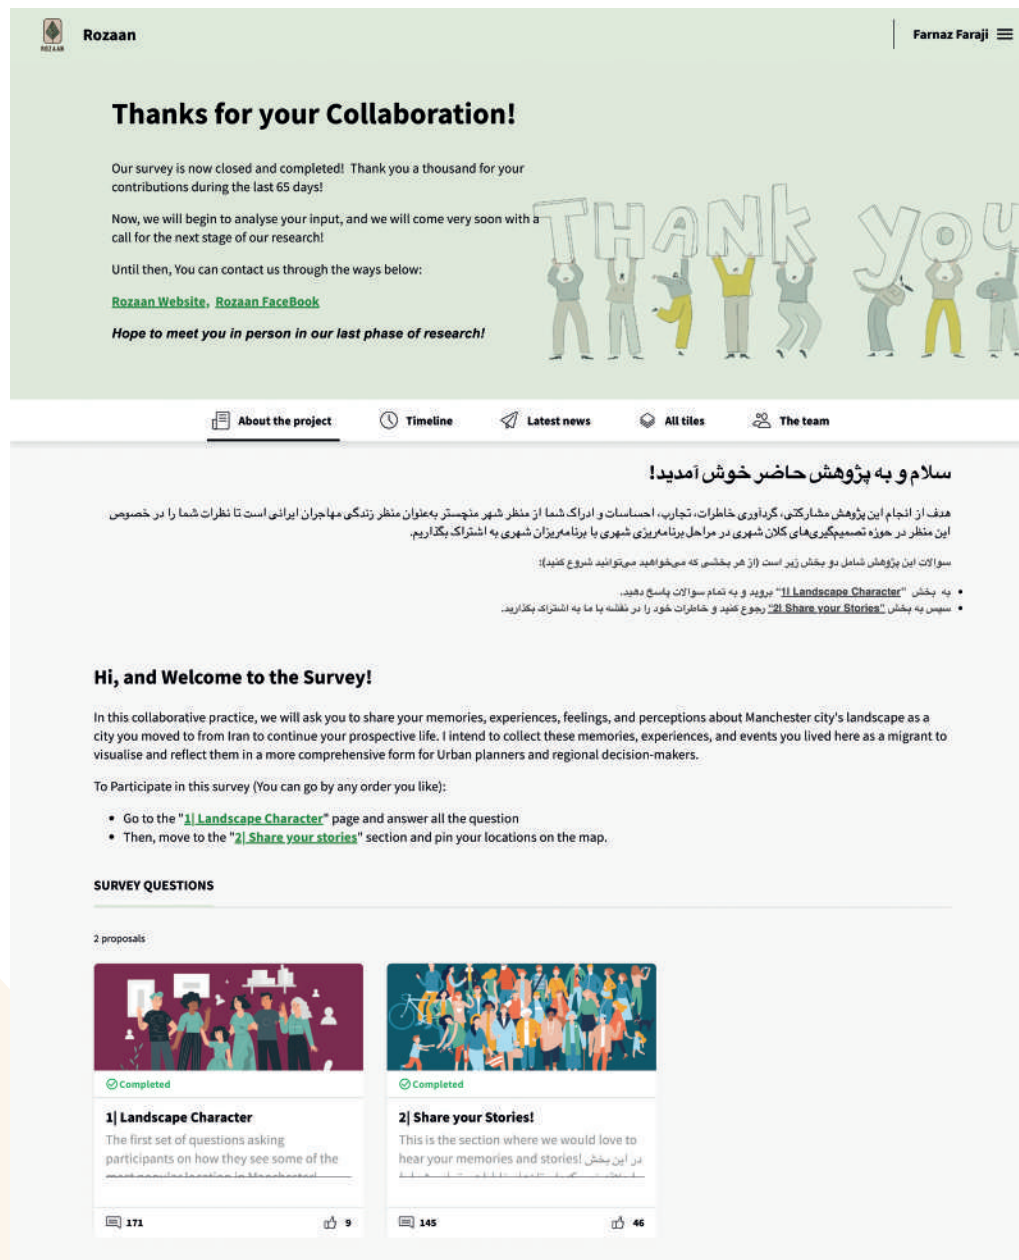 ROZAAN
Rozaan
Farnaz Faraji
Thanks for your Collaboration!
Our survey is now closed and completed! Thank you a thousand for your
contributions during the last 65 days!
Now, we will begin to analyse your input, and we will come very soon with a
call for the next stage of our research!
Until then, You can contact us through the ways below:
Rozaan Website, Rozaan FaceBook
Hope to meet you in person in our last phase of research!
THANK YOU
About the project
Timeline
Latest news
All tiles
The team
سلام و به پژوهش حاضر خوش آمدید!
هدف از انجام این پژوهش مشارکتی، گردآوری خاطرات، تجارب، احساسات و ادراک شما از منظر شهر منچستر به‌عنوان منظر زندگی مهاجران ایرانی است تا نظرات شما را در خصوص
این منظر در حوزه تصمیم‌گیری‌های کلان شهری در مراحل برنامه‌ریزی شهری با برنامه‌ریزان شهری به اشتراک بگذاریم.
سوالات این پژوهش شامل دو بخش زیر است (از هر بخشی که می‌خواهید می‌توانید شروع کنید):
• به بخش "1| Landscape Character" بروید و به تمام سوالات پاسخ دهید.
• سپس به بخش "2| Share your Stories" رجوع کنید و خاطرات خود را در نقشه با ما به اشتراک بگذارید.
Hi, and Welcome to the Survey!
In this collaborative practice, we will ask you to share your memories, experiences, feelings, and perceptions about Manchester city's landscape as a
city you moved to from Iran to continue your prospective life. I intend to collect these memories, experiences, and events you lived here as a migrant to
visualise and reflect them in a more comprehensive form for Urban planners and regional decision-makers.
To Participate in this survey (You can go by any order you like):
• Go to the "1| Landscape Character" page and answer all the question
• Then, move to the "2| Share your stories" section and pin your locations on the map.
SURVEY QUESTIONS
2 proposals
Completed
1| Landscape Character
The first set of questions asking
participants on how they see some of the
most popular location in Manchester!
171
9
Completed
2| Share your Stories!
This is the section where we would love to
hear your memories and stories! در این بخش
145
46